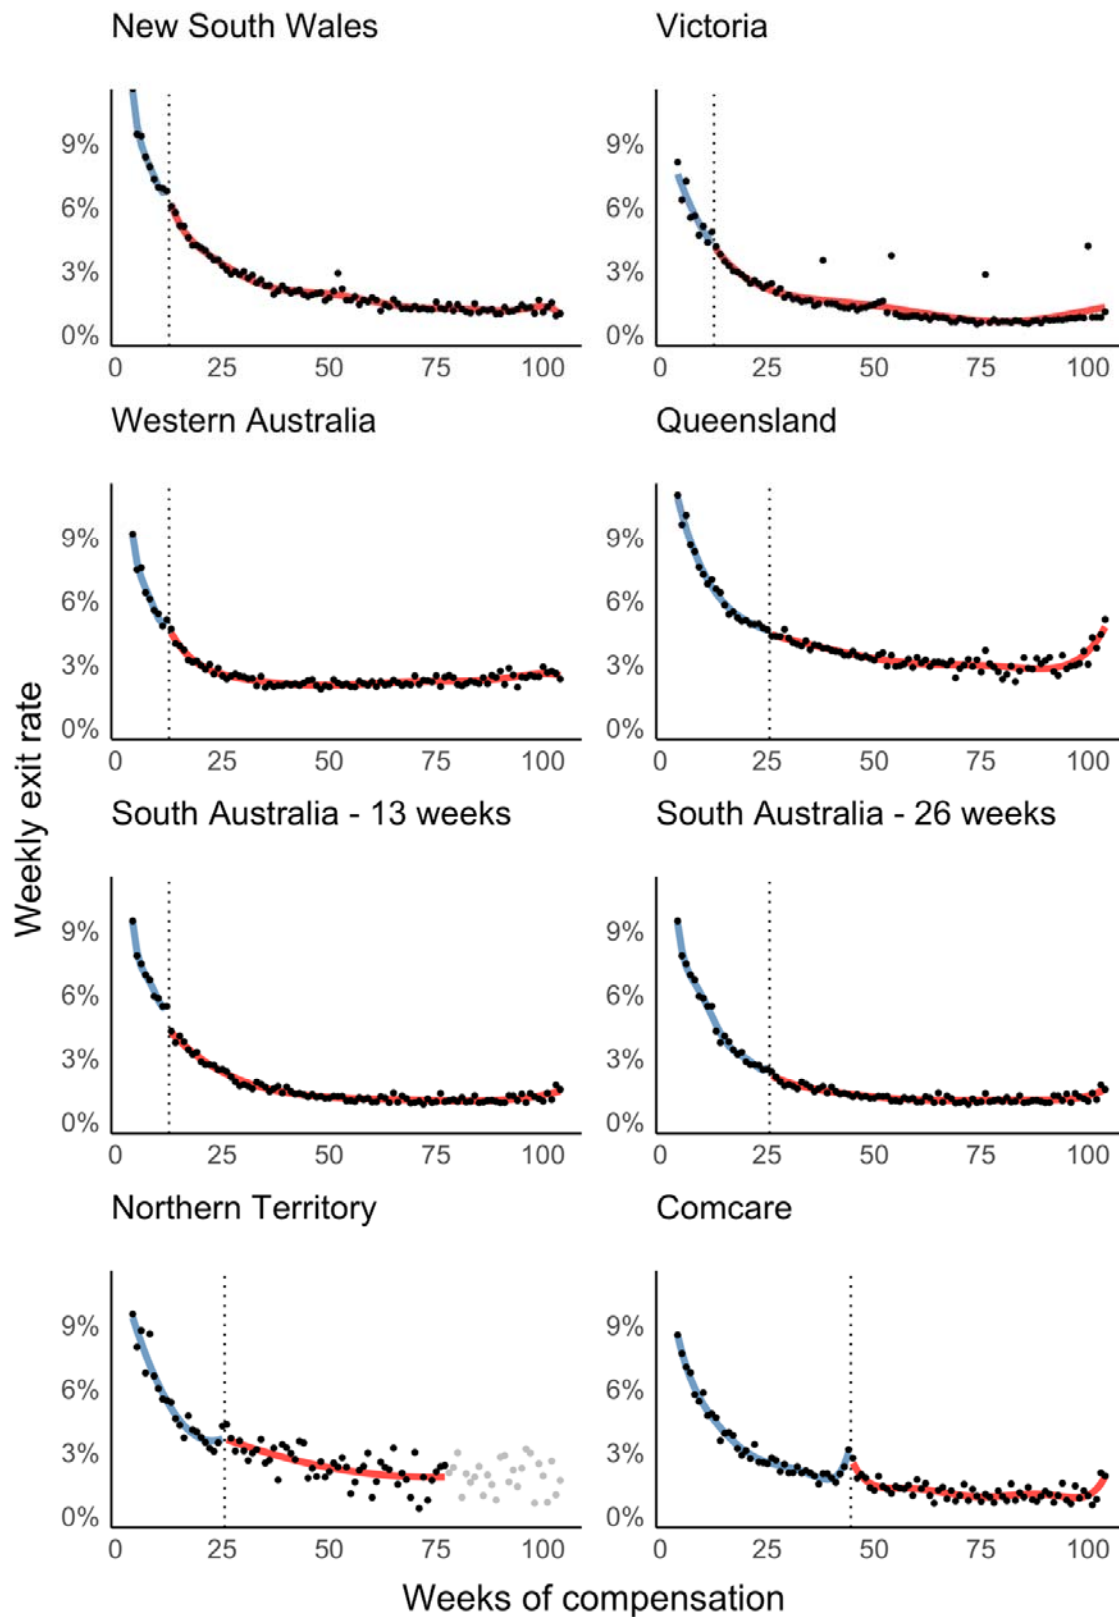 New South Wales
Victoria
9%
6%
3%
0%
0 25 50 75 100
9%
6%
3%
0%
0 25 50 75 100
Western Australia
Queensland
9%
6%
3%
0%
0 25 50 75 100
9%
6%
3%
0%
0 25 50 75 100
Weekly exit rate
South Australia - 13 weeks
South Australia - 26 weeks
9%
6%
3%
0%
0 25 50 75 100
9%
6%
3%
0%
0 25 50 75 100
Northern Territory
Comcare
9%
6%
3%
0%
0 25 50 75 100
9%
6%
3%
0%
0 25 50 75 100
Weeks of compensation